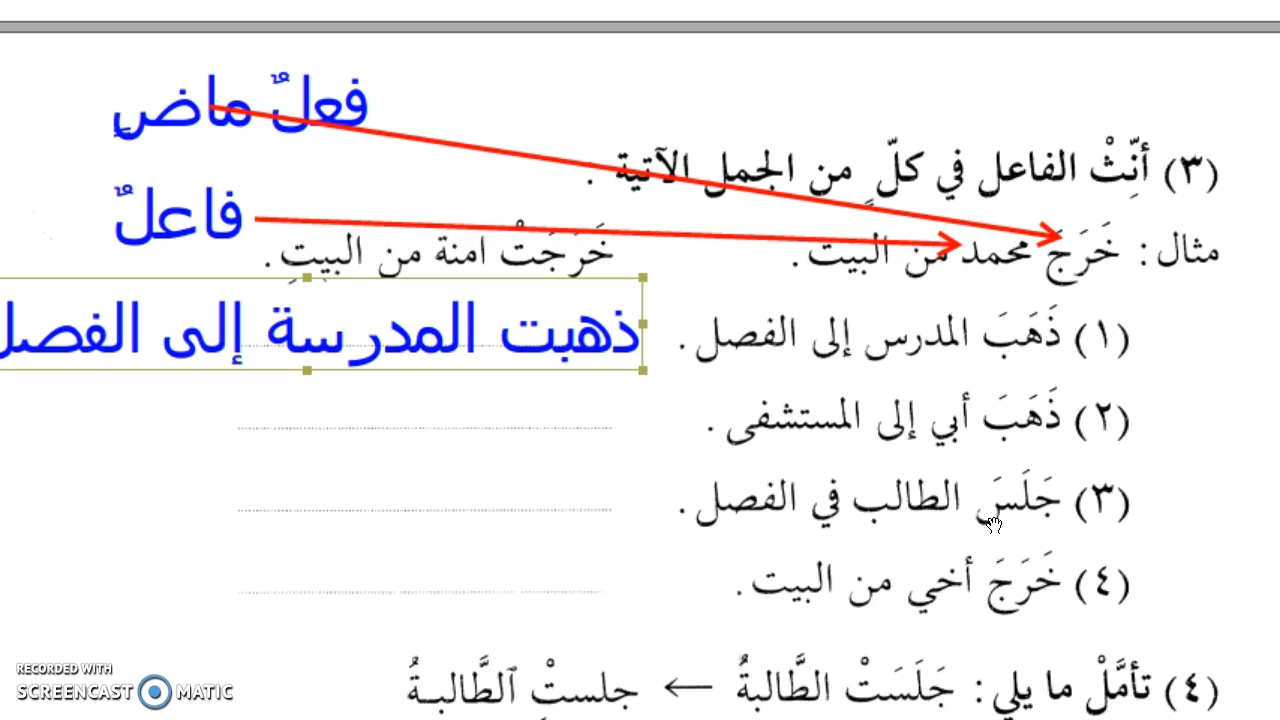 فعلٌ ماضٍ
(٣) أنِّثْ الفاعل في كلٍّ من الجمل الآتية .
فاعلٌ
مثال : خَرَجَ محمد من البيت . خَرَجَتْ امنة من البيتِ .
(١) ذَهَبَ المدرس إلى الفصل . ذهبت المدرسة إلى الفصل
(٢) ذَهَبَ أبي إلى المستشفى .
(٣) جَلَسَ الطالب في الفصل .
(٤) خَرَجَ أخي من البيت .
(٤) تأمَّلْ ما يلي : جَلَسَتْ الطَّالبةُ ← جلستِ ٱلطَّالبـةُ
RECORDED WITH
SCREENCAST MATIC